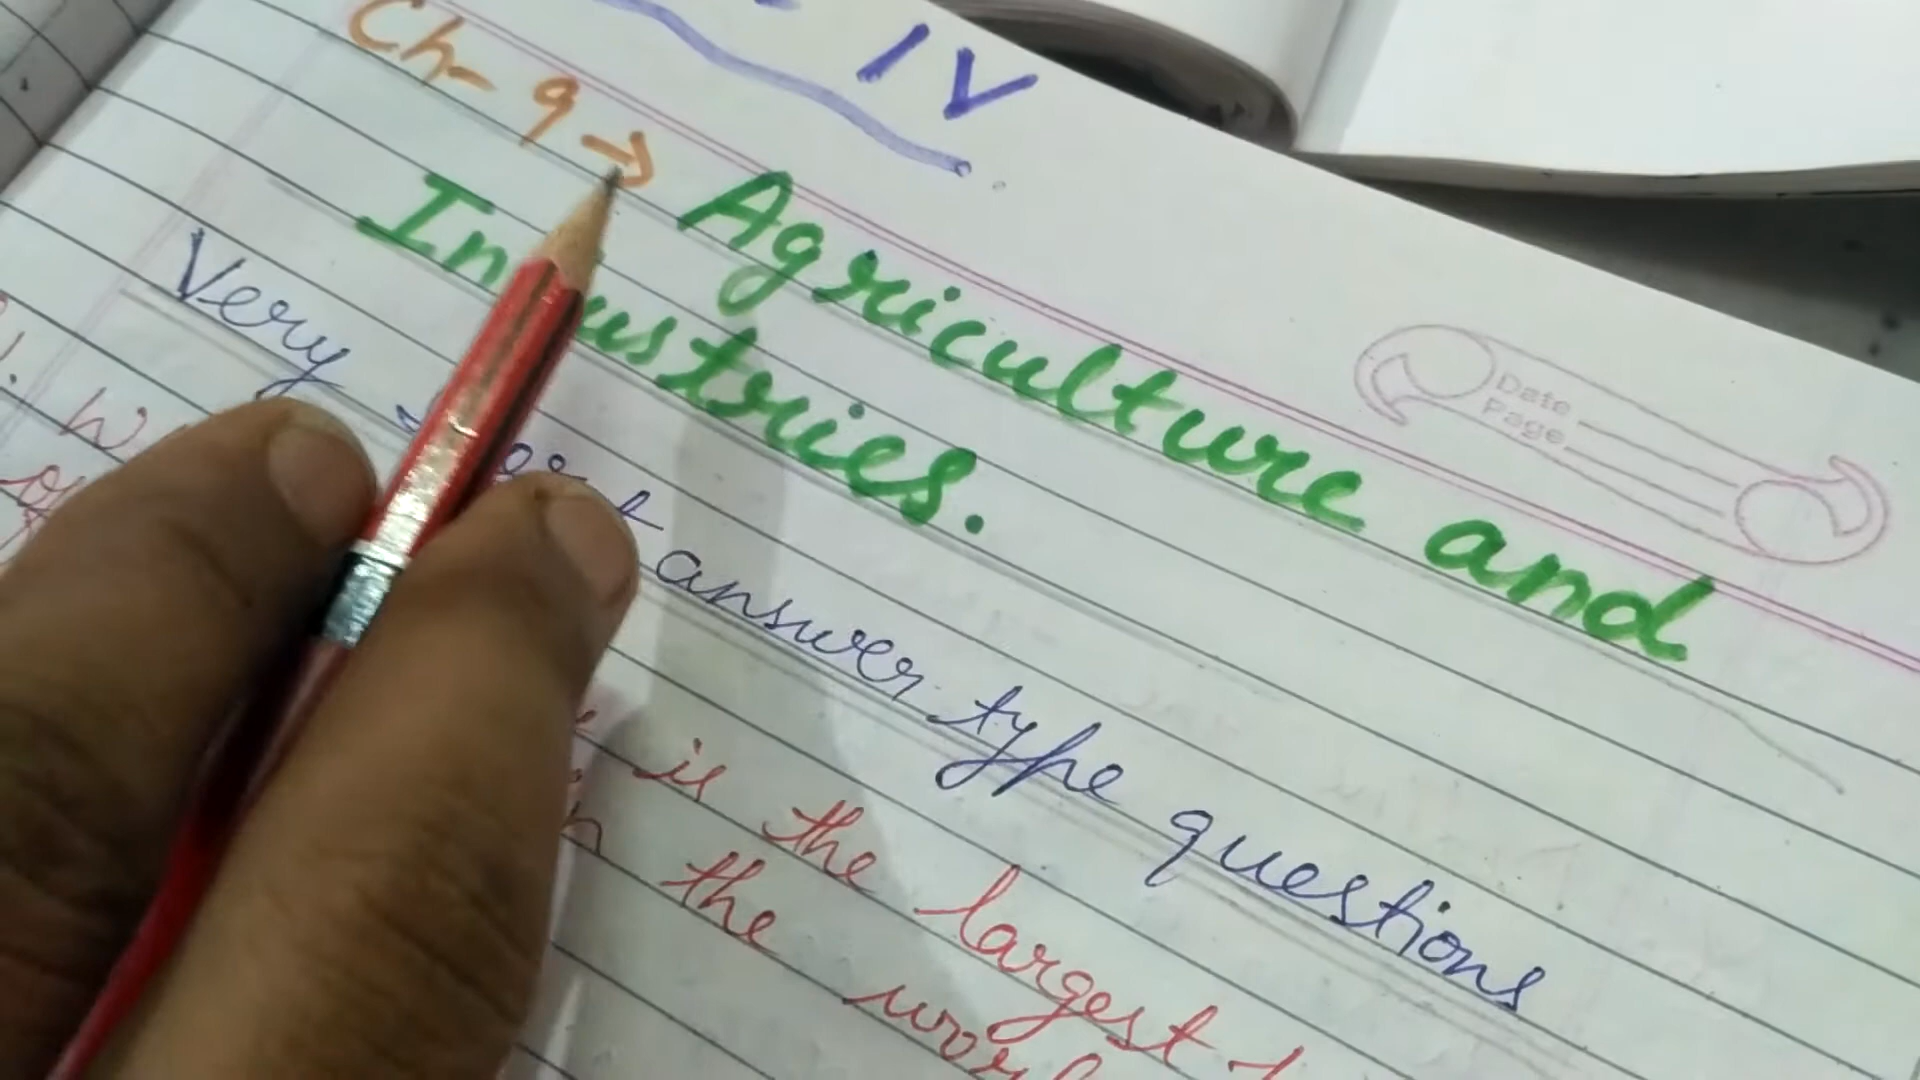 IV
Ch-9 → Agriculture and
Industries.
Date
Page
Very answer type questions
is the largest
the